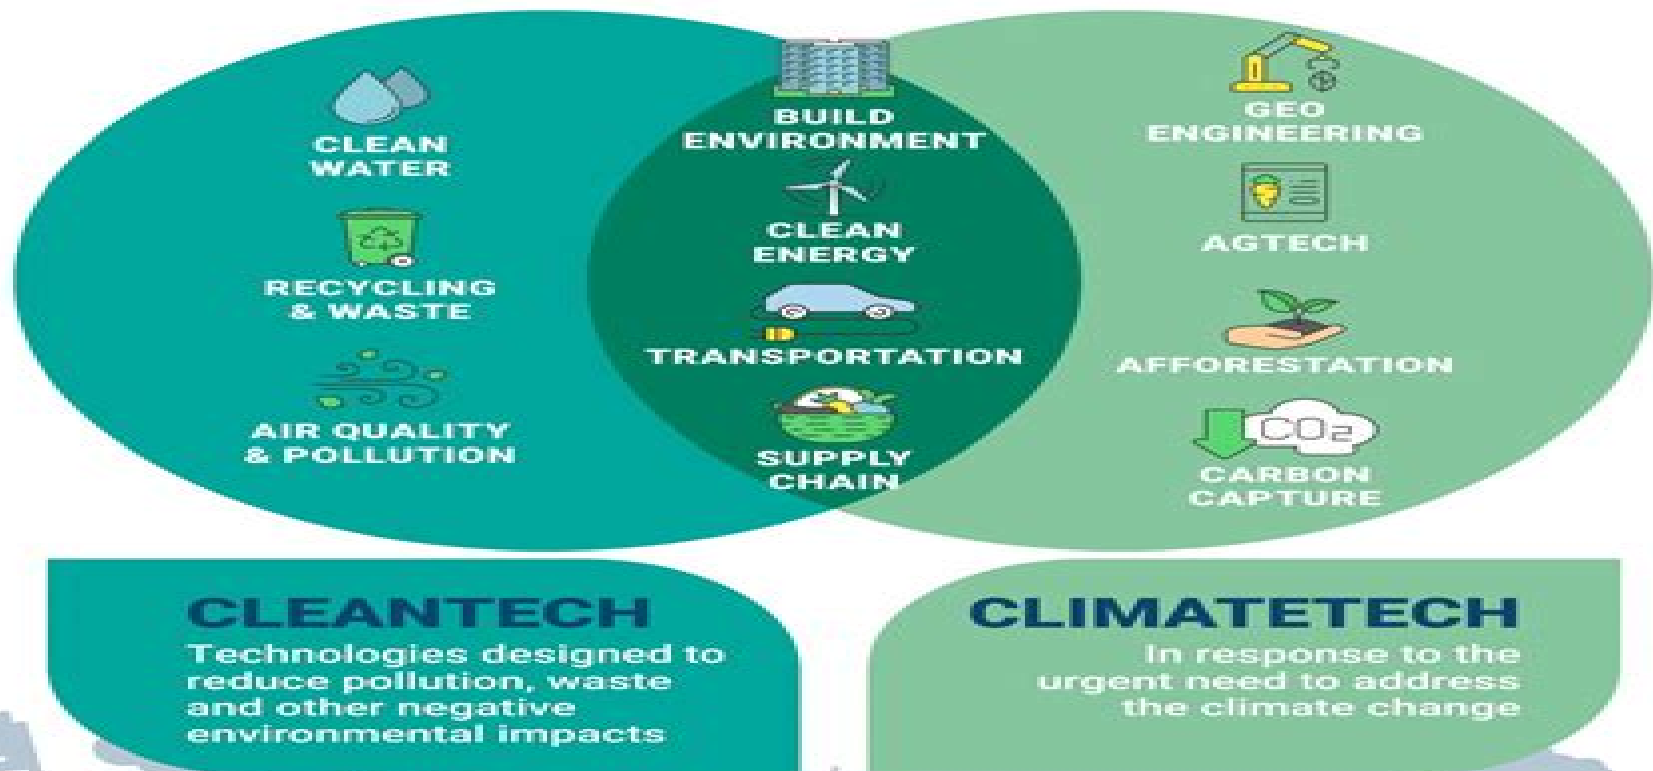 CLEAN
WATER
RECYCLING
& WASTE
AIR QUALITY
& POLLUTION
BUILD
ENVIRONMENT
CLEAN
ENERGY
TRANSPORTATION
SUPPLY
CHAIN
GEO
ENGINEERING
AGTECH
AFFORESTATION
CO2
CARBON
CAPTURE
CLEANTECH
Technologies designed to
reduce pollution, waste
and other negative
environmental impacts
CLIMATETECH
In response to the
urgent need to address
the climate change